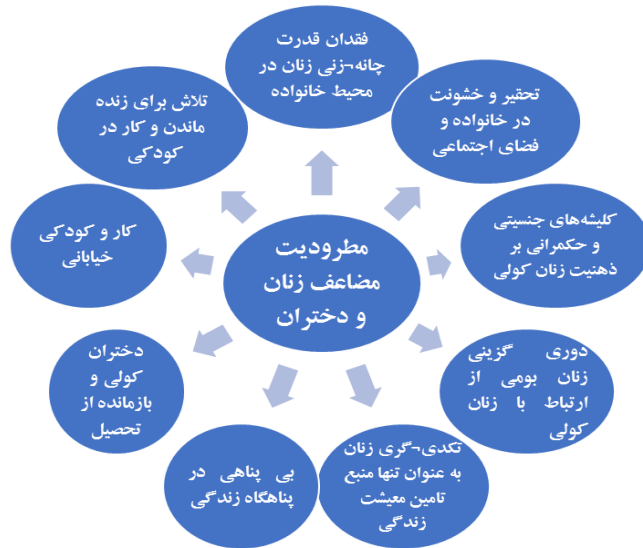 فقدان قدرت
چانه¬زنی زنان در
محیط خانواده
تحقیر و خشونت
در خانواده و
فضای اجتماعی
کلیشه‌های جنسیتی
و حکمرانی بر
ذهنیت زنان کولی
دوری گزینی
زنان بومی از
ارتباط با زنان
کولی
تکدی¬گری زنان
به عنوان تنها منبع
تامین معیشت
زندگی
بی پناهی در
پناهگاه زندگی
دختران
کولی و
بازمانده از
تحصیل
کار و کودکی
خیابانی
تلاش برای زنده
ماندن و کار در
کودکی
مطرودیت
مضاعف زنان
و دختران